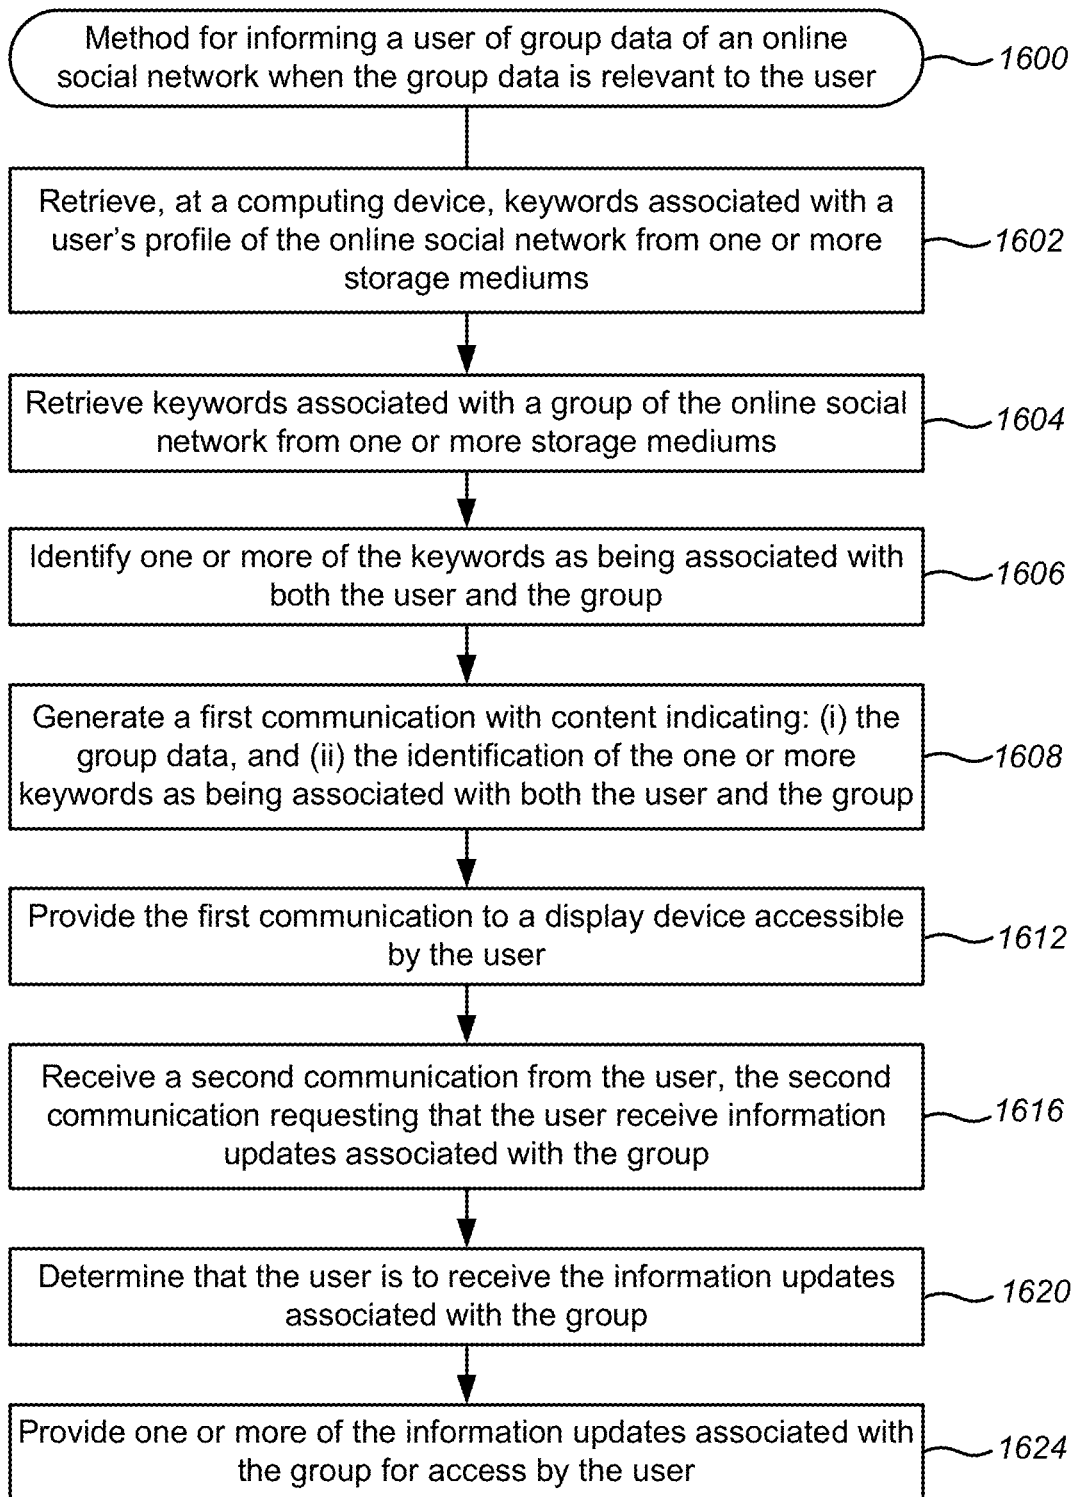 Method for informing a user of group data of an online
social network when the group data is relevant to the user
1600
Retrieve, at a computing device, keywords associated with a
user's profile of the online social network from one or more
storage mediums
1602
Retrieve keywords associated with a group of the online social
network from one or more storage mediums
1604
Identify one or more of the keywords as being associated with
both the user and the group
1606
Generate a first communication with content indicating: (i) the
group data, and (ii) the identification of the one or more
keywords as being associated with both the user and the group
1608
Provide the first communication to a display device accessible
by the user
1612
Receive a second communication from the user, the second
communication requesting that the user receive information
updates associated with the group
1616
Determine that the user is to receive the information updates
associated with the group
1620
Provide one or more of the information updates associated with
the group for access by the user
1624